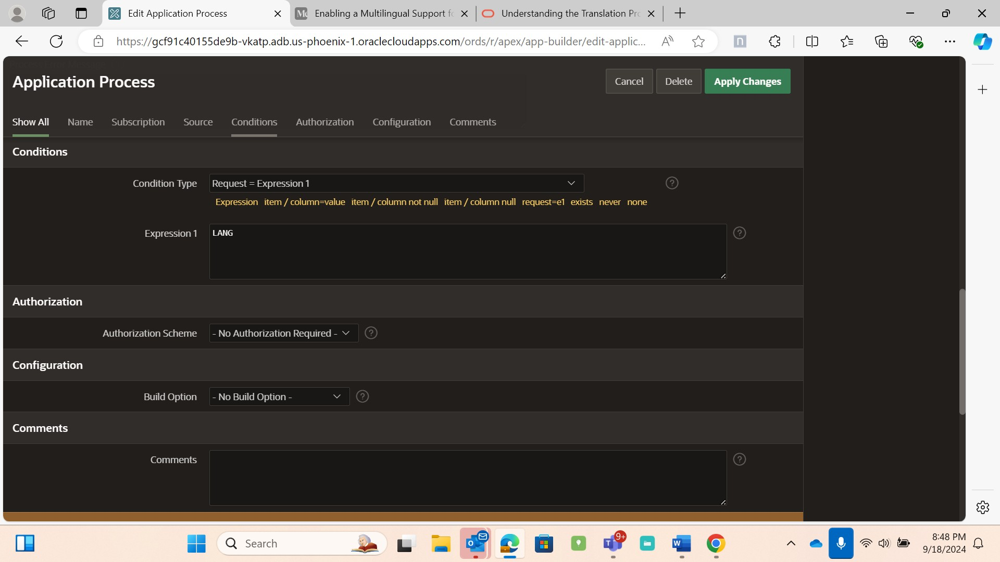 Edit Application Process
Enabling a Multilingual Support fo
Understanding the Translation Pro
https://gcf91c40155de9b-vkatp.adb.us-phoenix-1.oraclecloudapps.com/ords/r/apex/app-builder/edit-applic...
Application Process
Cancel
Delete
Apply Changes
Show All
Name
Subscription
Source
Conditions
Authorization
Configuration
Comments
Conditions
Condition Type
Request = Expression 1
Expression item / column=value item / column not null item / column null request=e1 exists never none
Expression 1
LANG
Authorization
Authorization Scheme
- No Authorization Required -
Configuration
Build Option
- No Build Option -
Comments
Comments
Search
9+
8:48 PM
9/18/2024